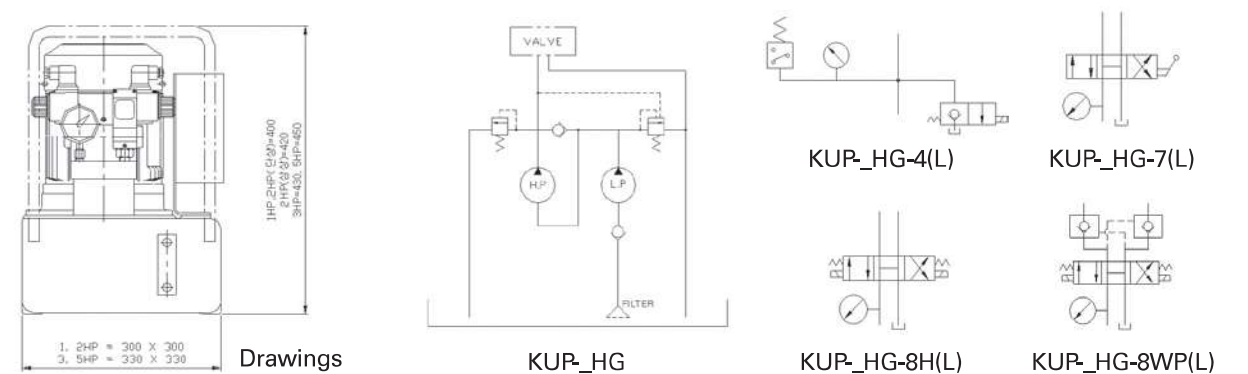 1HP,2HP(단상)=400
2HP(삼상)=420
3HP=430, 5HP=450
1, 2HP = 300 X 300
3, 5HP = 330 X 330
Drawings
VALVE
H.P
L.P
FILTER
KUP-_HG
KUP-_HG-4(L)
KUP-_HG-7(L)
KUP-_HG-8H(L)
KUP-_HG-8WP(L)